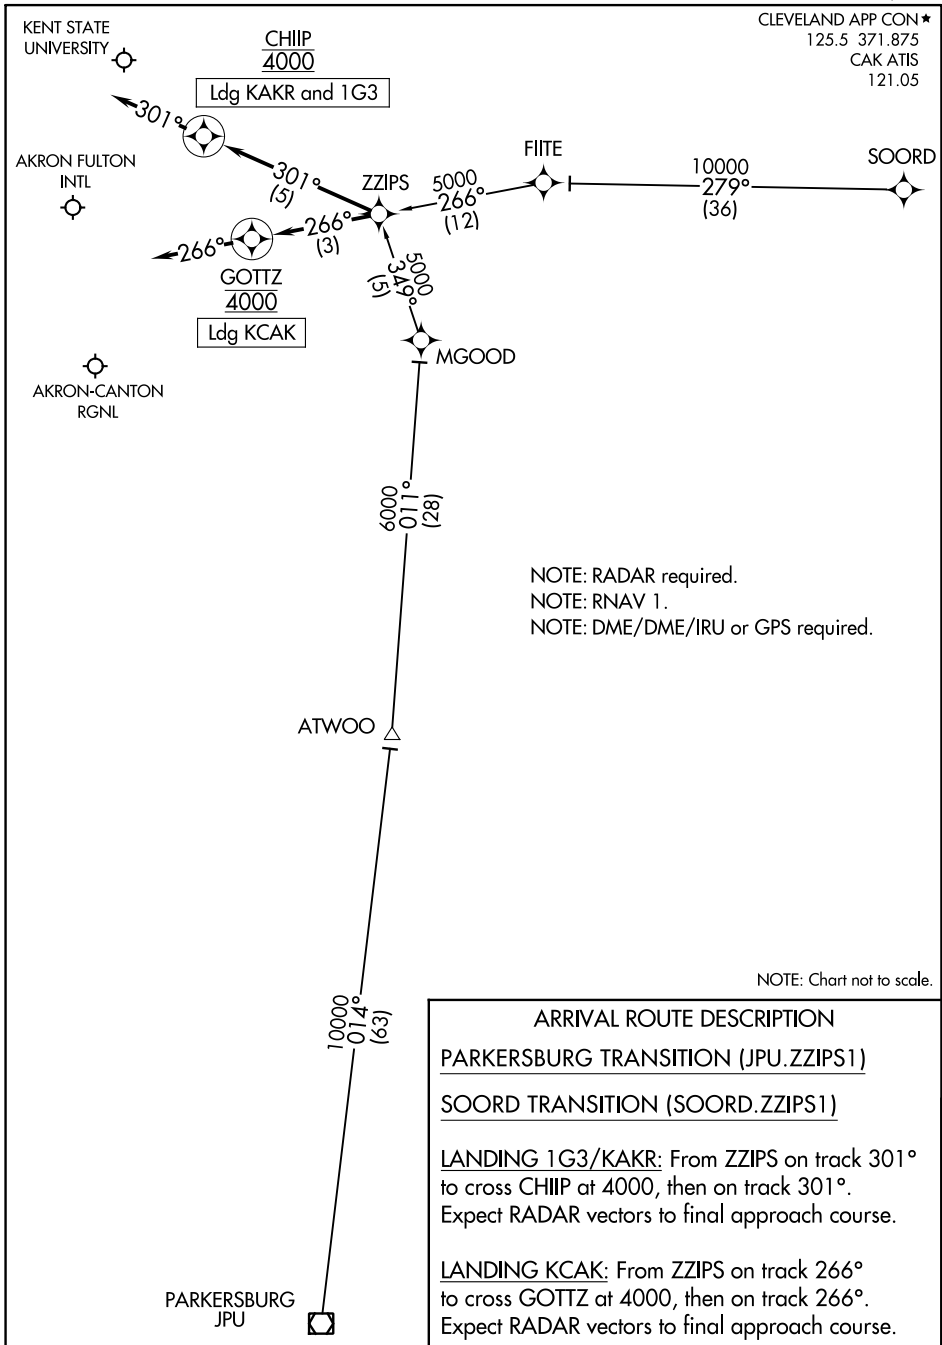 KENT STATE
UNIVERSITY
CHIIP
4000
Ldg KAKR and 1G3
CLEVELAND APP CON ★
125.5 371.875
CAK ATIS
121.05
301°
AKRON FULTON
INTL
301°
(5)
ZZIPS
FIITE
5000
266°
(12)
10000
279°
(36)
SOORD
266°
(3)
266°
GOTTZ
4000
Ldg KCAK
5000
349°
(5)
MGOOD
AKRON-CANTON
RGNL
6000
011°
(28)
NOTE: RADAR required.
NOTE: RNAV 1.
NOTE: DME/DME/IRU or GPS required.
ATWOO
NOTE: Chart not to scale.
10000
014°
(63)
PARKERSBURG
JPU
ARRIVAL ROUTE DESCRIPTION
PARKERSBURG TRANSITION (JPU.ZZIPS1)
SOORD TRANSITION (SOORD.ZZIPS1)
LANDING 1G3/KAKR: From ZZIPS on track 301°
to cross CHIIP at 4000, then on track 301°.
Expect RADAR vectors to final approach course.
LANDING KCAK: From ZZIPS on track 266°
to cross GOTTZ at 4000, then on track 266°.
Expect RADAR vectors to final approach course.